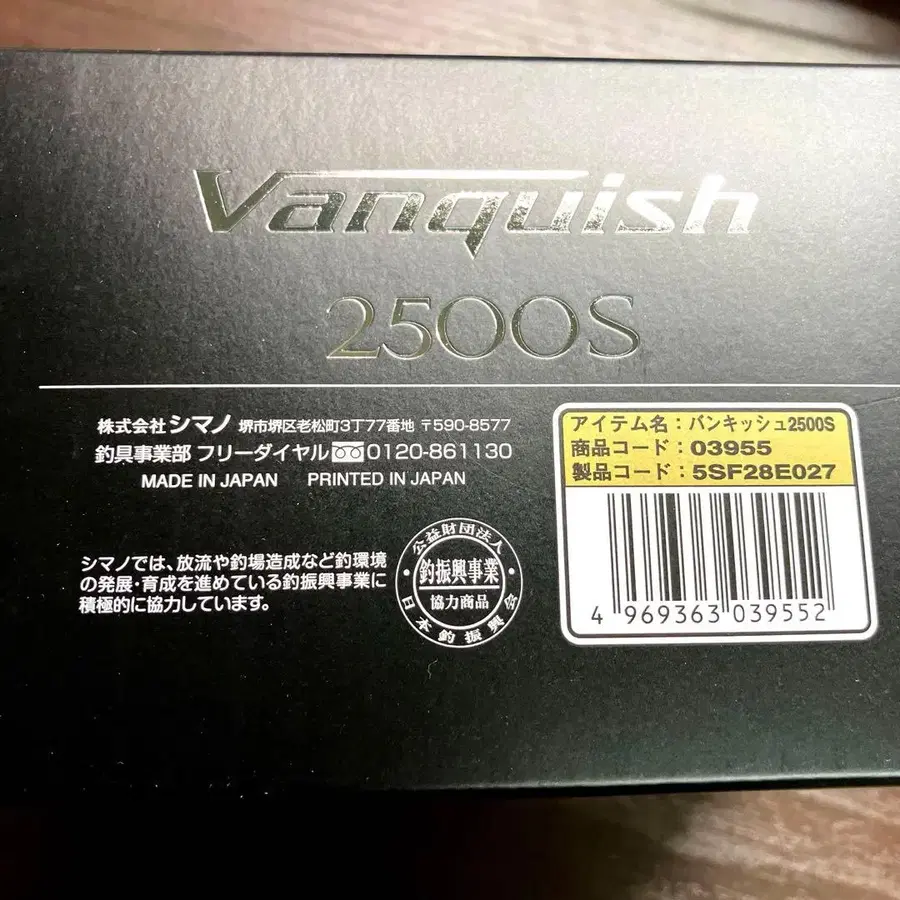 Vanquish
2500S
株式会社シマノ 堺市堺区老松町3丁77番地 〒590-8577
釣具事業部 フリーダイヤル 0120-861130
MADE IN JAPAN PRINTED IN JAPAN
シマノでは、放流や釣場造成など釣環境
の発展・育成を進めている釣振興事業に
積極的に協力しています。
公益財団法人
釣振興事業
協力商品
日本釣振興会
アイテム名：バンキッシュ2500S
商品コード：03955
製品コード：5SF28E027
4 969363 039552